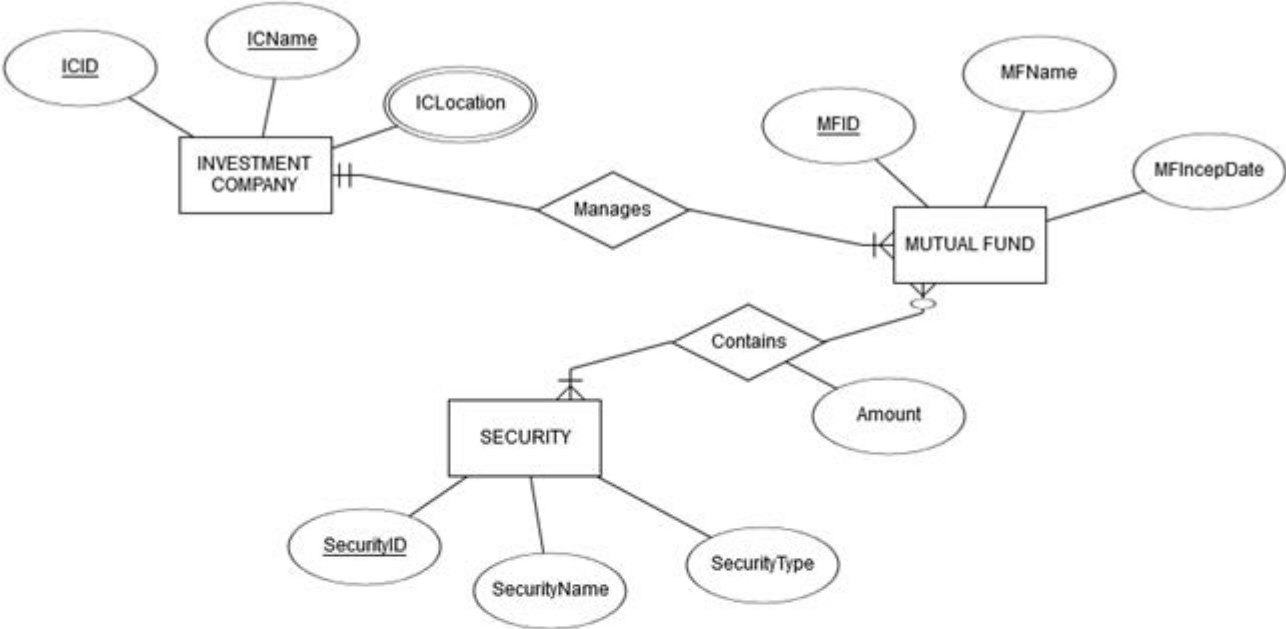 ICName
ICID
MFName
ICLocation
MFID
INVESTMENT
COMPANY
MFIncepDate
Manages
MUTUAL FUND
Contains
Amount
SECURITY
SecurityID
SecurityName
SecurityType